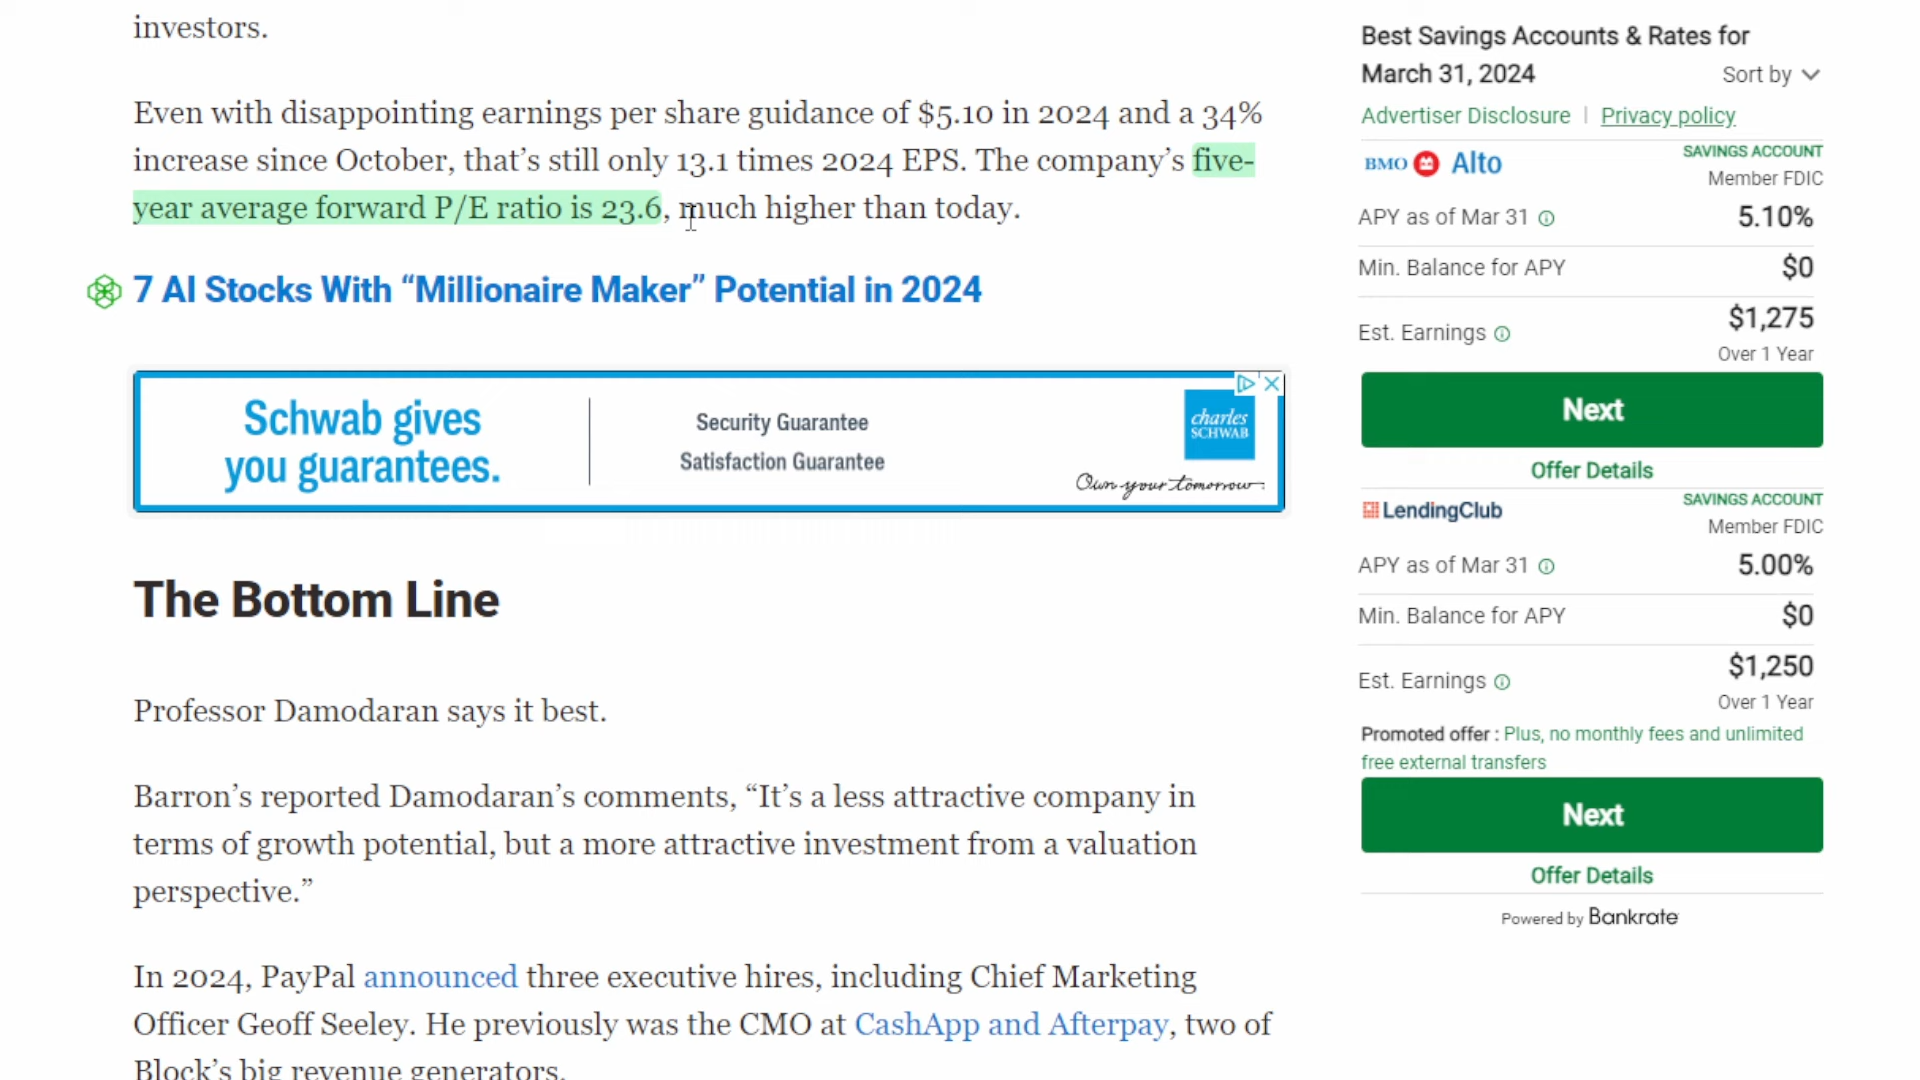 investors.
Even with disappointing earnings per share guidance of $5.10 in 2024 and a 34%
increase since October, that’s still only 13.1 times 2024 EPS. The company’s five-
year average forward P/E ratio is 23.6, much higher than today.
7 AI Stocks With “Millionaire Maker” Potential in 2024
Schwab gives
you guarantees.
Security Guarantee
Satisfaction Guarantee
charles
SCHWAB
Own your tomorrow.
The Bottom Line
Professor Damodaran says it best.
Barron’s reported Damodaran’s comments, “It’s a less attractive company in
terms of growth potential, but a more attractive investment from a valuation
perspective.”
In 2024, PayPal announced three executive hires, including Chief Marketing
Officer Geoff Seeley. He previously was the CMO at CashApp and Afterpay, two of
Block’s big revenue generators.
Best Savings Accounts & Rates for
March 31, 2024 Sort by
Advertiser Disclosure | Privacy policy
BMO Alto SAVINGS ACCOUNT
Member FDIC
APY as of Mar 31 5.10%
Min. Balance for APY $0
Est. Earnings $1,275
Over 1 Year
Next
Offer Details
LendingClub SAVINGS ACCOUNT
Member FDIC
APY as of Mar 31 5.00%
Min. Balance for APY $0
Est. Earnings $1,250
Over 1 Year
Promoted offer : Plus, no monthly fees and unlimited
free external transfers
Next
Offer Details
Powered by Bankrate